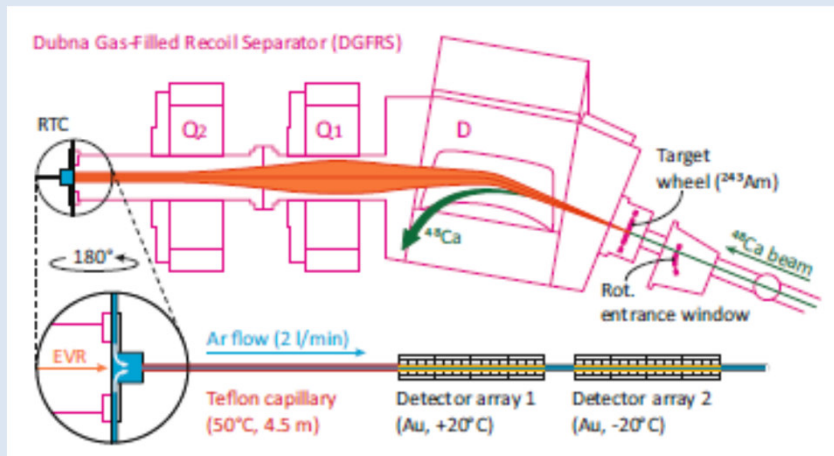 Dubna Gas-Filled Recoil Separator (DGFRS)
RTC
Q2
Q1
D
Target
wheel (²⁴³Am)
⁴⁸Ca
⁴⁸Ca beam
180°
Rot.
entrance window
EVR
Ar flow (2 l/min)
Teflon capillary
(50°C, 4.5 m)
Detector array 1
(Au, +20°C)
Detector array 2
(Au, -20°C)